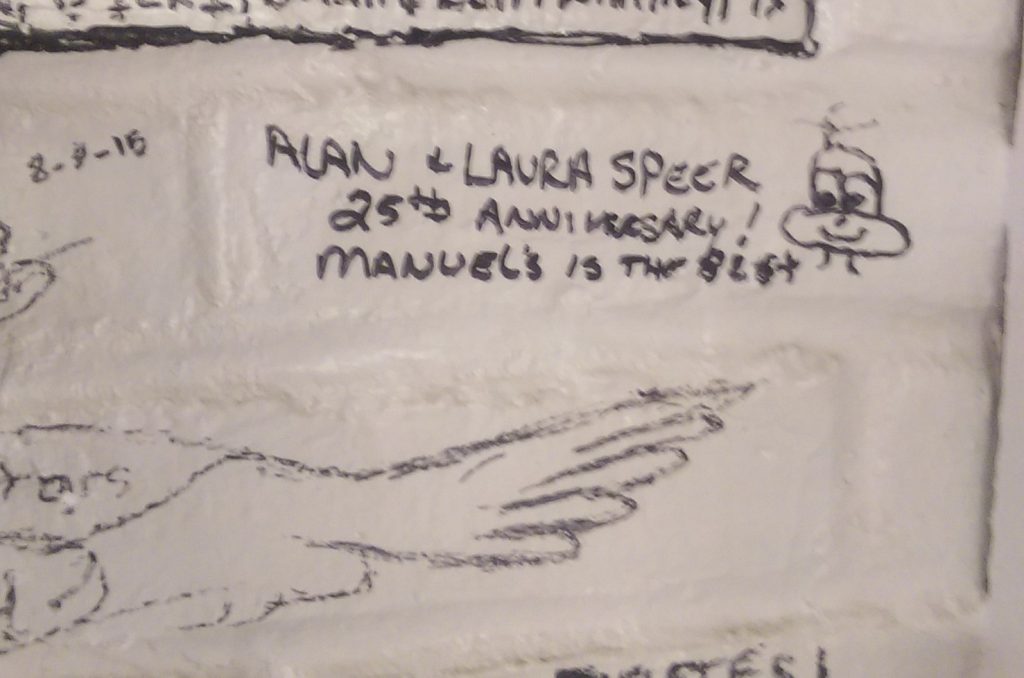 8-9-15
ALAN & LAURA SPEER
25TH ANNIVERSARY!
MANUEL'S IS THE BEST